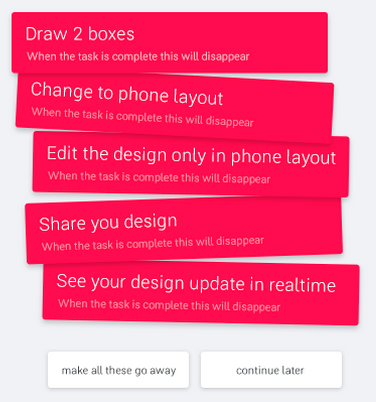 Draw 2 boxes
When the task is complete this will disappear
Change to phone layout
When the task is complete this will disappear
Edit the design only in phone layout
When the task is complete this will disappear
Share you design
When the task is complete this will disappear
See your design update in realtime
When the task is complete this will disappear
make all these go away
continue later